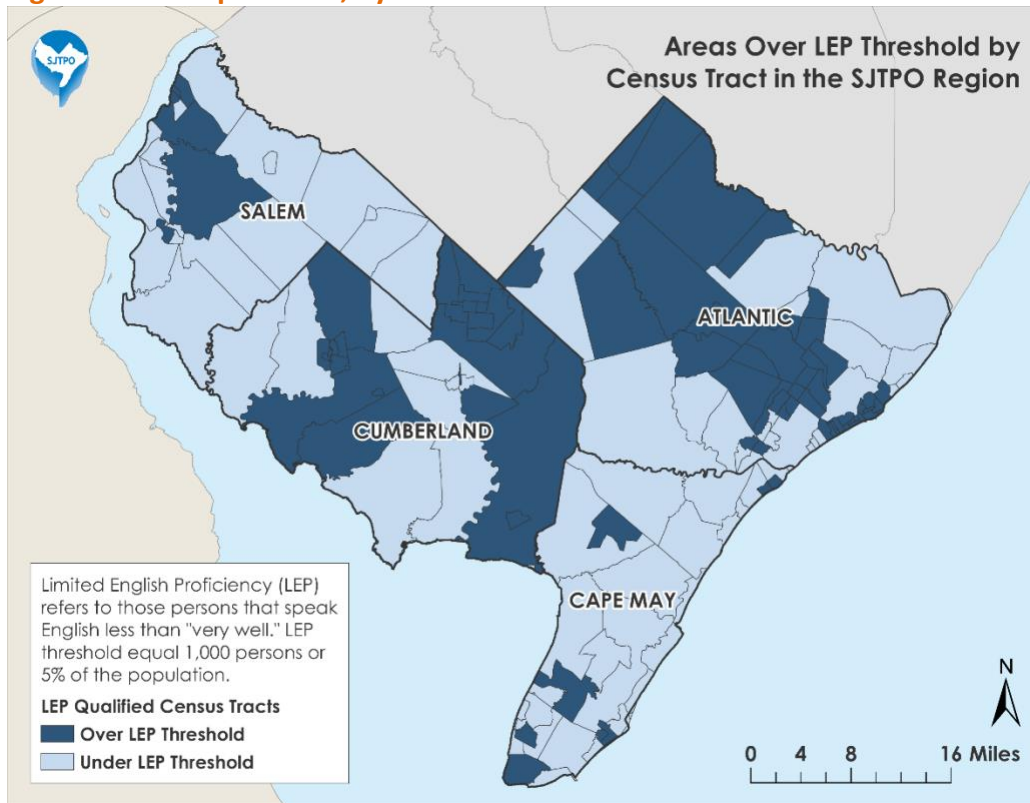 SJTPO
Areas Over LEP Threshold by
Census Tract in the SJTPO Region
SALEM
ATLANTIC
CUMBERLAND
CAPE MAY
Limited English Proficiency (LEP)
refers to those persons that speak
English less than "very well." LEP
threshold equal 1,000 persons or
5% of the population.
LEP Qualified Census Tracts
Over LEP Threshold
Under LEP Threshold
N
0 4 8 16 Miles